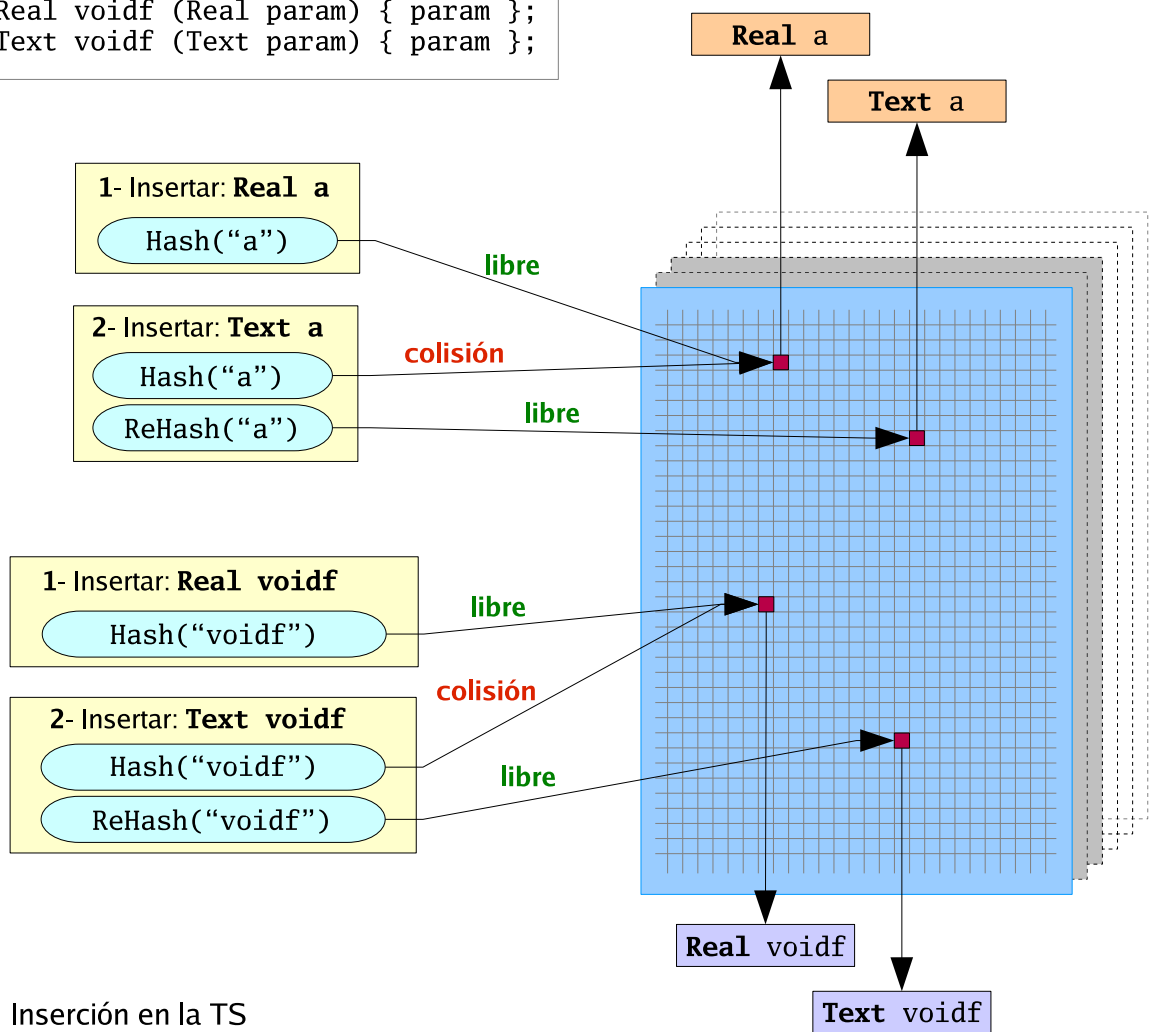 Real voidf (Real param) { param };
Text voidf (Text param) { param };
Real a
Text a
1- Insertar: Real a
Hash(“a”)
libre
2- Insertar: Text a
Hash(“a”)
colisión
ReHash(“a”)
libre
1- Insertar: Real voidf
Hash(“voidf”)
libre
2- Insertar: Text voidf
Hash(“voidf”)
colisión
ReHash(“voidf”)
libre
Real voidf
Text voidf
Inserción en la TS